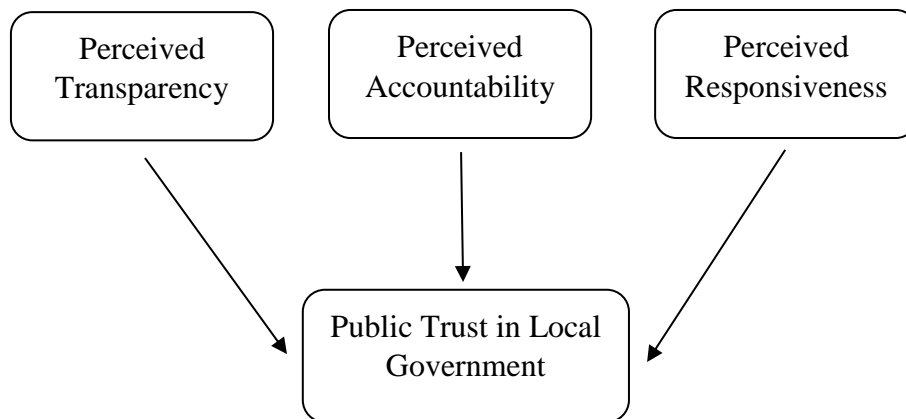 Perceived
Transparency
Perceived
Accountability
Perceived
Responsiveness
Public Trust in Local
Government